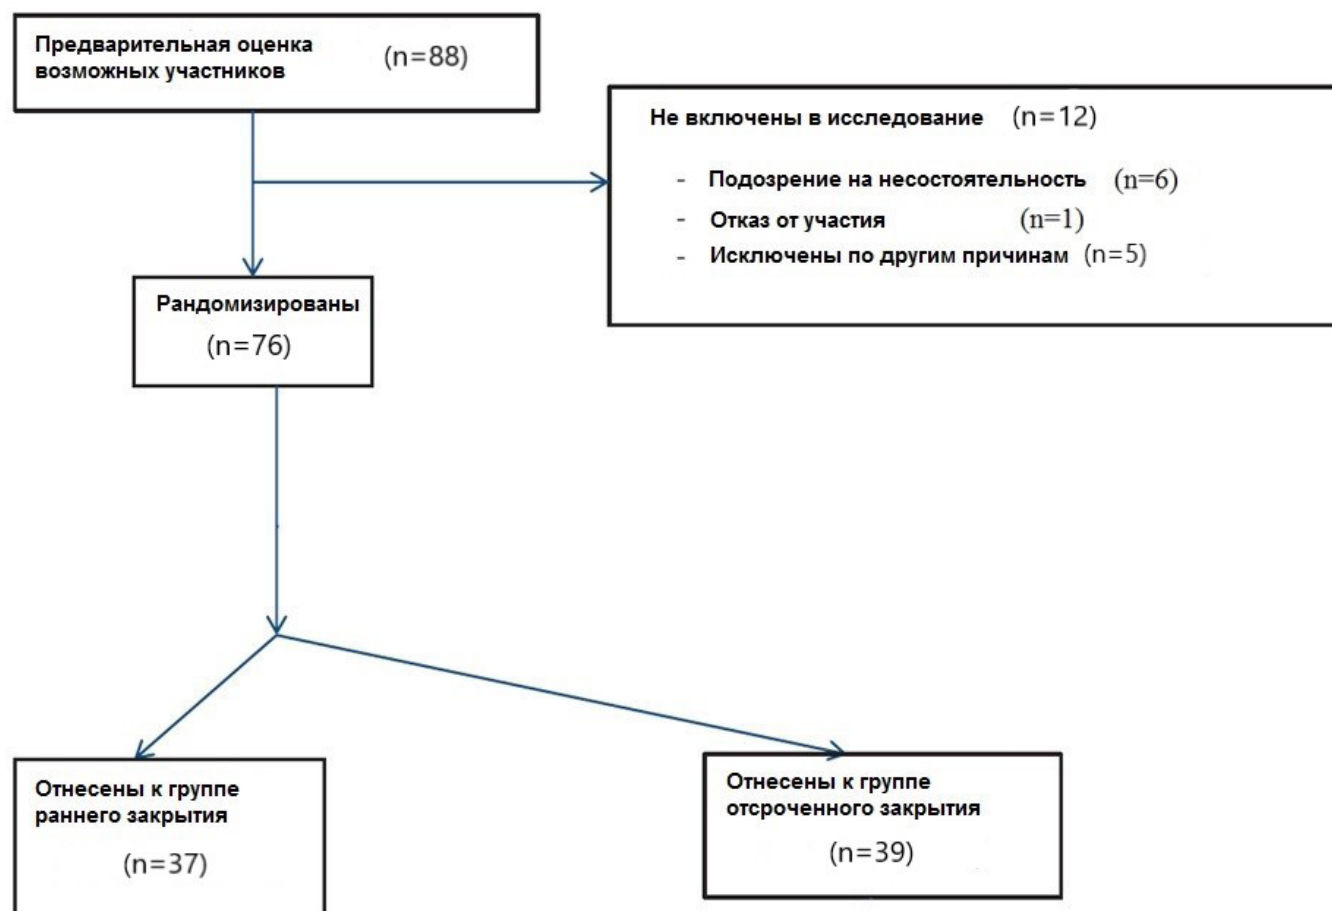 Предварительная оценка
возможных участников (n=88)
Не включены в исследование (n=12)
- Подозрение на несостоятельность (n=6)
- Отказ от участия (n=1)
- Исключены по другим причинам (n=5)
Рандомизированы
(n=76)
Отнесены к группе
раннего закрытия
(n=37)
Отнесены к группе
отсроченного закрытия
(n=39)